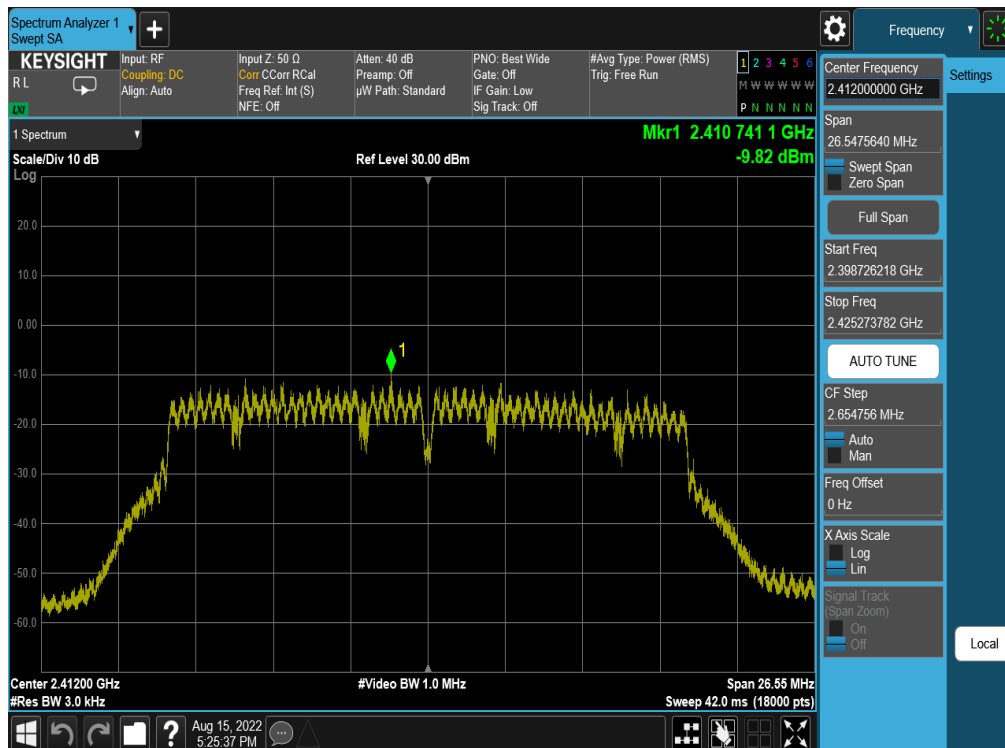 Spectrum Analyzer 1
Swept SA
Frequency
KEYSIGHT
R L
LXI
Input: RF
Coupling: DC
Align: Auto
Input Z: 50 Ω
Corr CCorr RCal
Freq Ref: Int (S)
NFE: Off
Atten: 40 dB
Preamp: Off
µW Path: Standard
PNO: Best Wide
Gate: Off
IF Gain: Low
Sig Track: Off
#Avg Type: Power (RMS)
Trig: Free Run
1 2 3 4 5 6
M W W W W W
P N N N N N
1 Spectrum
Mkr1 2.410 741 1 GHz
Scale/Div 10 dB
Ref Level 30.00 dBm
-9.82 dBm
Log
20.0
10.0
0.00
-10.0
-20.0
-30.0
-40.0
-50.0
-60.0
1
Center 2.41200 GHz
#Video BW 1.0 MHz
Span 26.55 MHz
#Res BW 3.0 kHz
Sweep 42.0 ms (18000 pts)
Aug 15, 2022
5:25:37 PM
Center Frequency
2.412000000 GHz
Settings
Span
26.5475640 MHz
Swept Span
Zero Span
Full Span
Start Freq
2.398726218 GHz
Stop Freq
2.425273782 GHz
AUTO TUNE
CF Step
2.654756 MHz
Auto
Man
Freq Offset
0 Hz
X Axis Scale
Log
Lin
Signal Track
(Span Zoom)
On
Off
Local